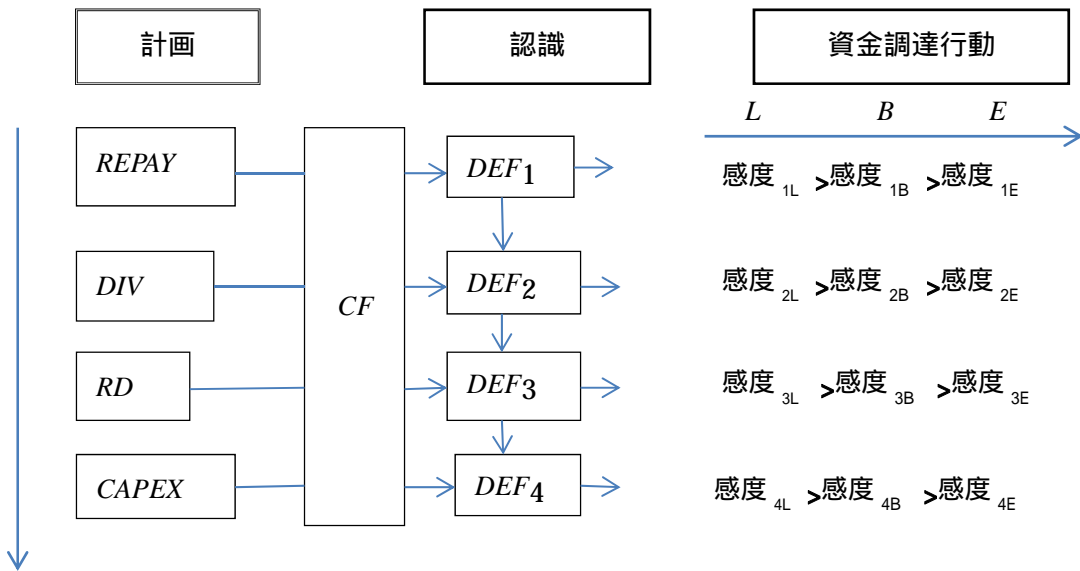 計画 認識 資金調達行動
L B E
REPAY DEF1 感度 1L >感度 1B >感度 1E
DIV DEF2 感度 2L >感度 2B >感度 2E
CF
RD DEF3 感度 3L >感度 3B >感度 3E
CAPEX DEF4 感度 4L >感度 4B >感度 4E